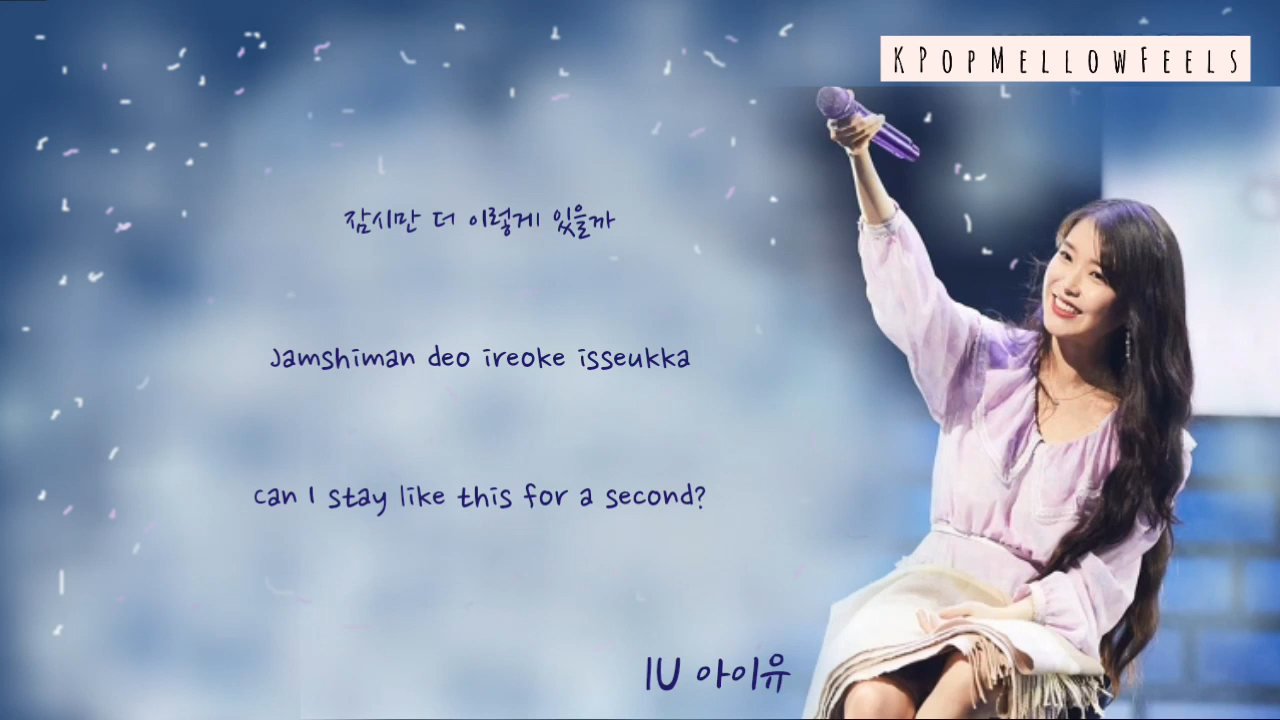 KPopMellowFeels
잠시만 더 이렇게 있을까
Jamshiman deo ireoke isseukka
can I stay like this for a second?
IU 아이유